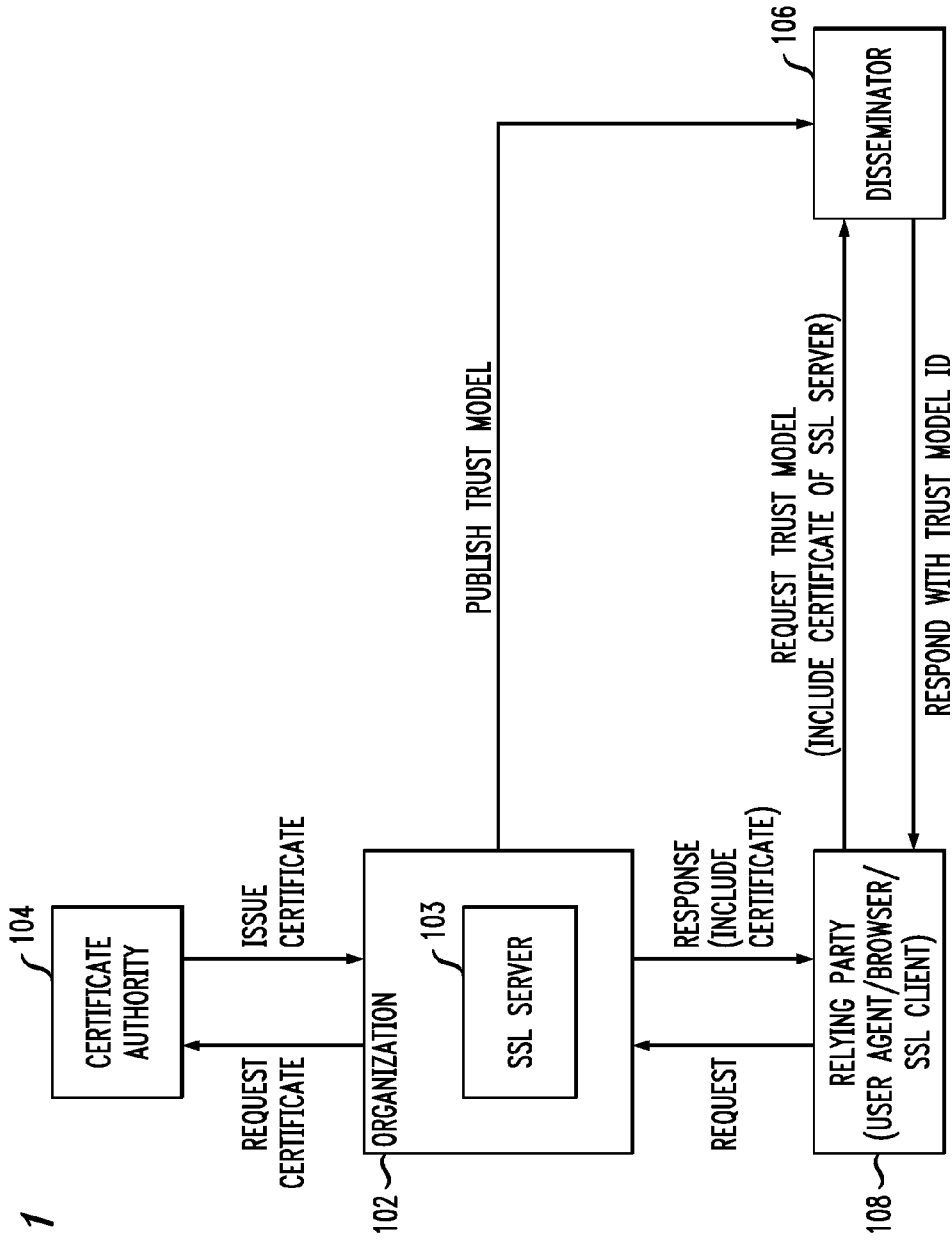 1
104
CERTIFICATE
AUTHORITY
REQUEST
CERTIFICATE
ISSUE
CERTIFICATE
102
ORGANIZATION
103
SSL SERVER
PUBLISH TRUST MODEL
REQUEST
RESPONSE
(INCLUDE
CERTIFICATE)
108
RELYING PARTY
(USER AGENT/BROWSER/
SSL CLIENT)
REQUEST TRUST MODEL
(INCLUDE CERTIFICATE OF SSL SERVER)
RESPOND WITH TRUST MODEL ID
106
DISSEMINATOR